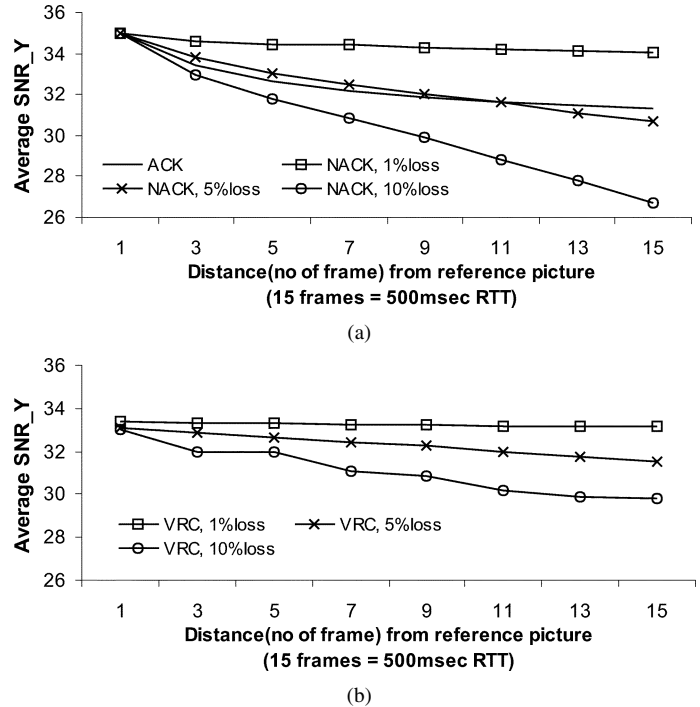 36
34
32
30
28
26
Average SNR_Y
ACK
NACK, 1%loss
NACK, 5%loss
NACK, 10%loss
1 3 5 7 9 11 13 15
Distance(no of frame) from reference picture
(15 frames = 500msec RTT)
(a)
36
34
32
30
28
26
Average SNR_Y
VRC, 1%loss
VRC, 5%loss
VRC, 10%loss
1 3 5 7 9 11 13 15
Distance(no of frame) from reference picture
(15 frames = 500msec RTT)
(b)